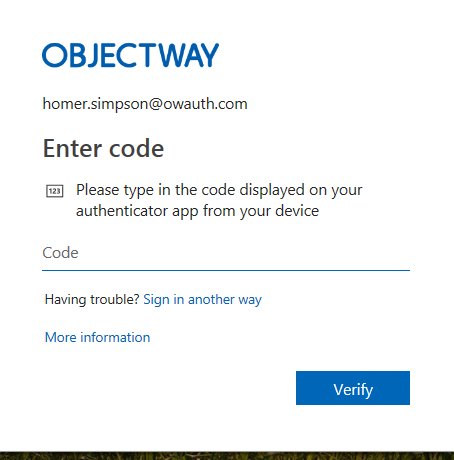 OBJECTWAY
homer.simpson@owauth.com
Enter code
123 Please type in the code displayed on your
authenticator app from your device
Code
Having trouble? Sign in another way
More information
Verify